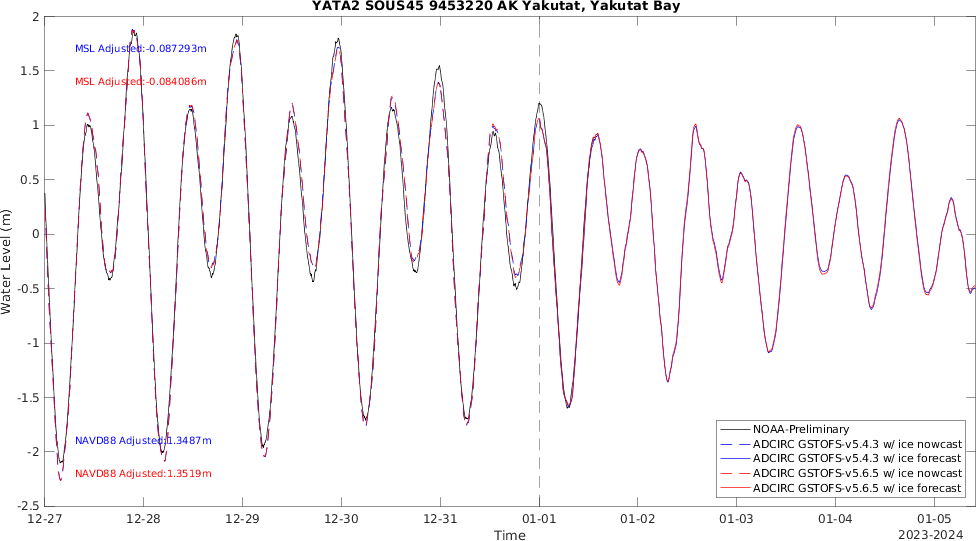 YATA2 SOUS45 9453220 AK Yakutat, Yakutat Bay
2
1.5
1
0.5
0
-0.5
-1
-1.5
-2
-2.5
Water Level (m)
MSL Adjusted:-0.087293m
MSL Adjusted:-0.084086m
NAVD88 Adjusted:1.3487m
NAVD88 Adjusted:1.3519m
NOAA-Preliminary
ADCIRC GSTOFS-v5.4.3 w/ ice nowcast
ADCIRC GSTOFS-v5.4.3 w/ ice forecast
ADCIRC GSTOFS-v5.6.5 w/ ice nowcast
ADCIRC GSTOFS-v5.6.5 w/ ice forecast
12-27 12-28 12-29 12-30 12-31 01-01 01-02 01-03 01-04 01-05
Time
2023-2024